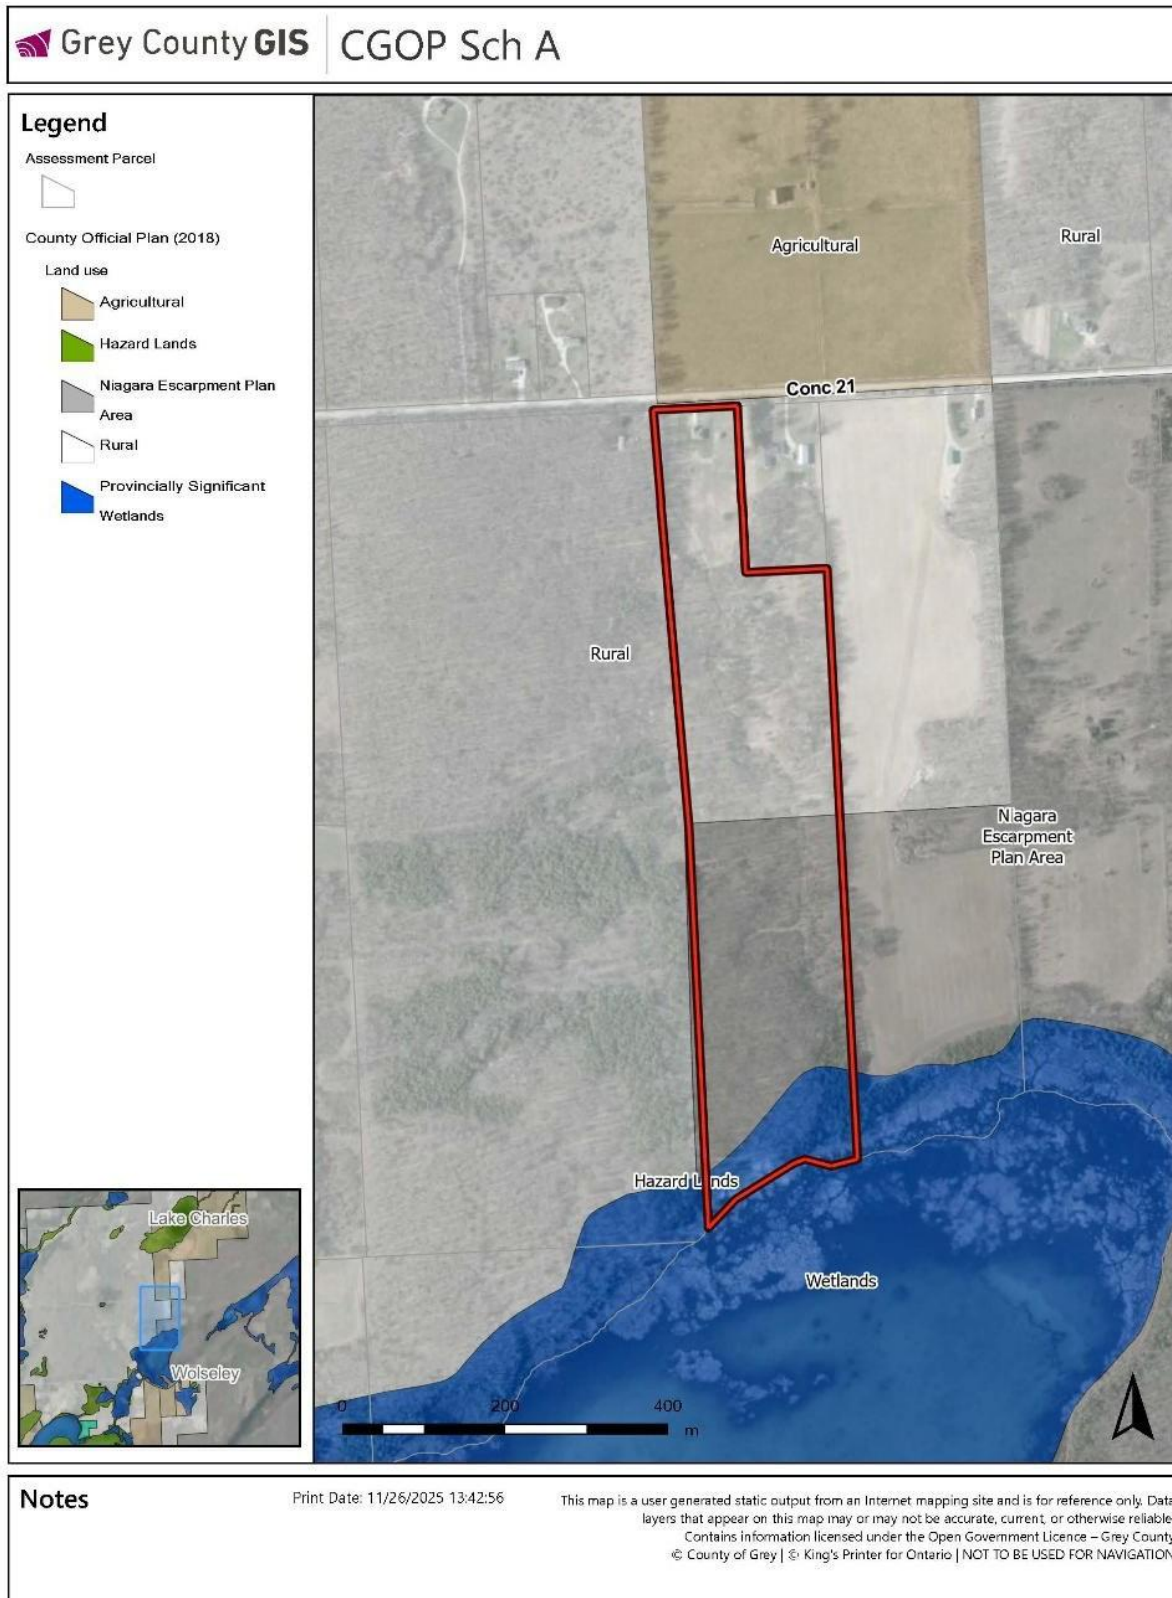 Grey County GIS CGOP Sch A
Legend
Assessment Parcel
County Official Plan (2018)
Land use
Agricultural
Hazard Lands
Niagara Escarpment Plan
Area
Rural
Provincially Significant
Wetlands
Agricultural
Rural
Conc 21
Rural
Niagara
Escarpment
Plan Area
Hazard Lands
Wetlands
Lake Charles
Wolseley
0 200 400
m
Notes
Print Date: 11/26/2025 13:42:56
This map is a user generated static output from an Internet mapping site and is for reference only. Data
layers that appear on this map may or may not be accurate, current, or otherwise reliable
Contains information licensed under the Open Government Licence – Grey County
© County of Grey | © King's Printer for Ontario | NOT TO BE USED FOR NAVIGATION